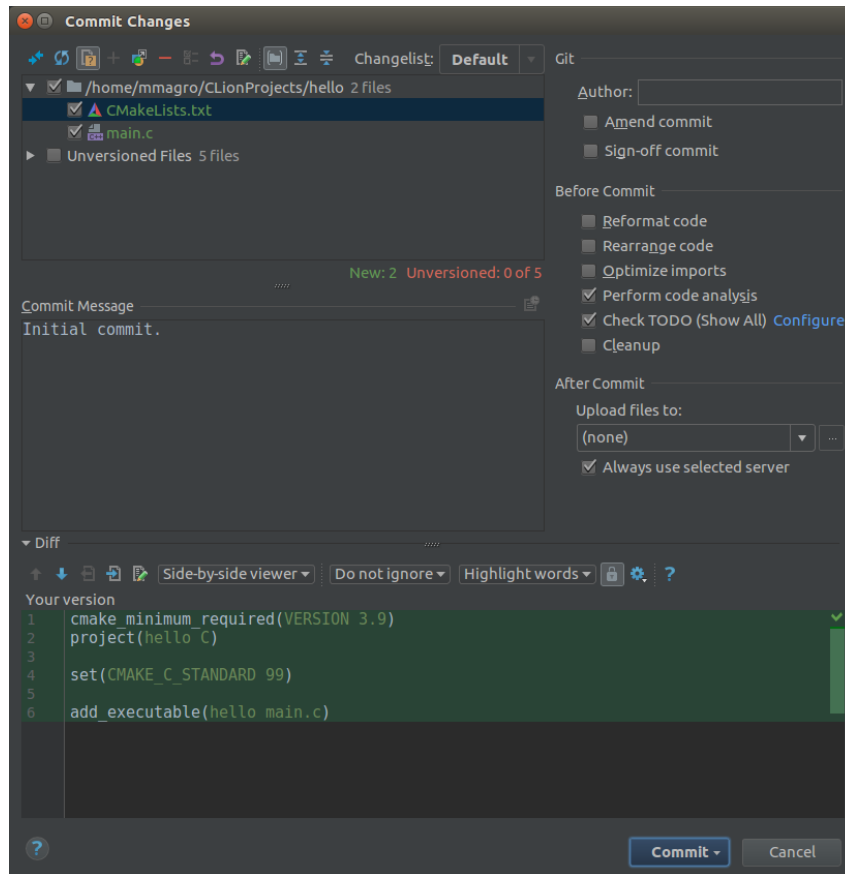 Commit Changes
Changelist: Default
/home/mmagro/CLionProjects/hello 2 files
CMakeLists.txt
main.c
Unversioned Files 5 files
New: 2 Unversioned: 0 of 5
Commit Message
Initial commit.
Git
Author:
Amend commit
Sign-off commit
Before Commit
Reformat code
Rearrange code
Optimize imports
Perform code analysis
Check TODO (Show All) Configure
Cleanup
After Commit
Upload files to:
(none)
...
Always use selected server
Diff
Side-by-side viewer Do not ignore Highlight words ?
Your version
1 cmake_minimum_required(VERSION 3.9)
2 project(hello C)
3
4 set(CMAKE_C_STANDARD 99)
5
6 add_executable(hello main.c)
? Commit Cancel